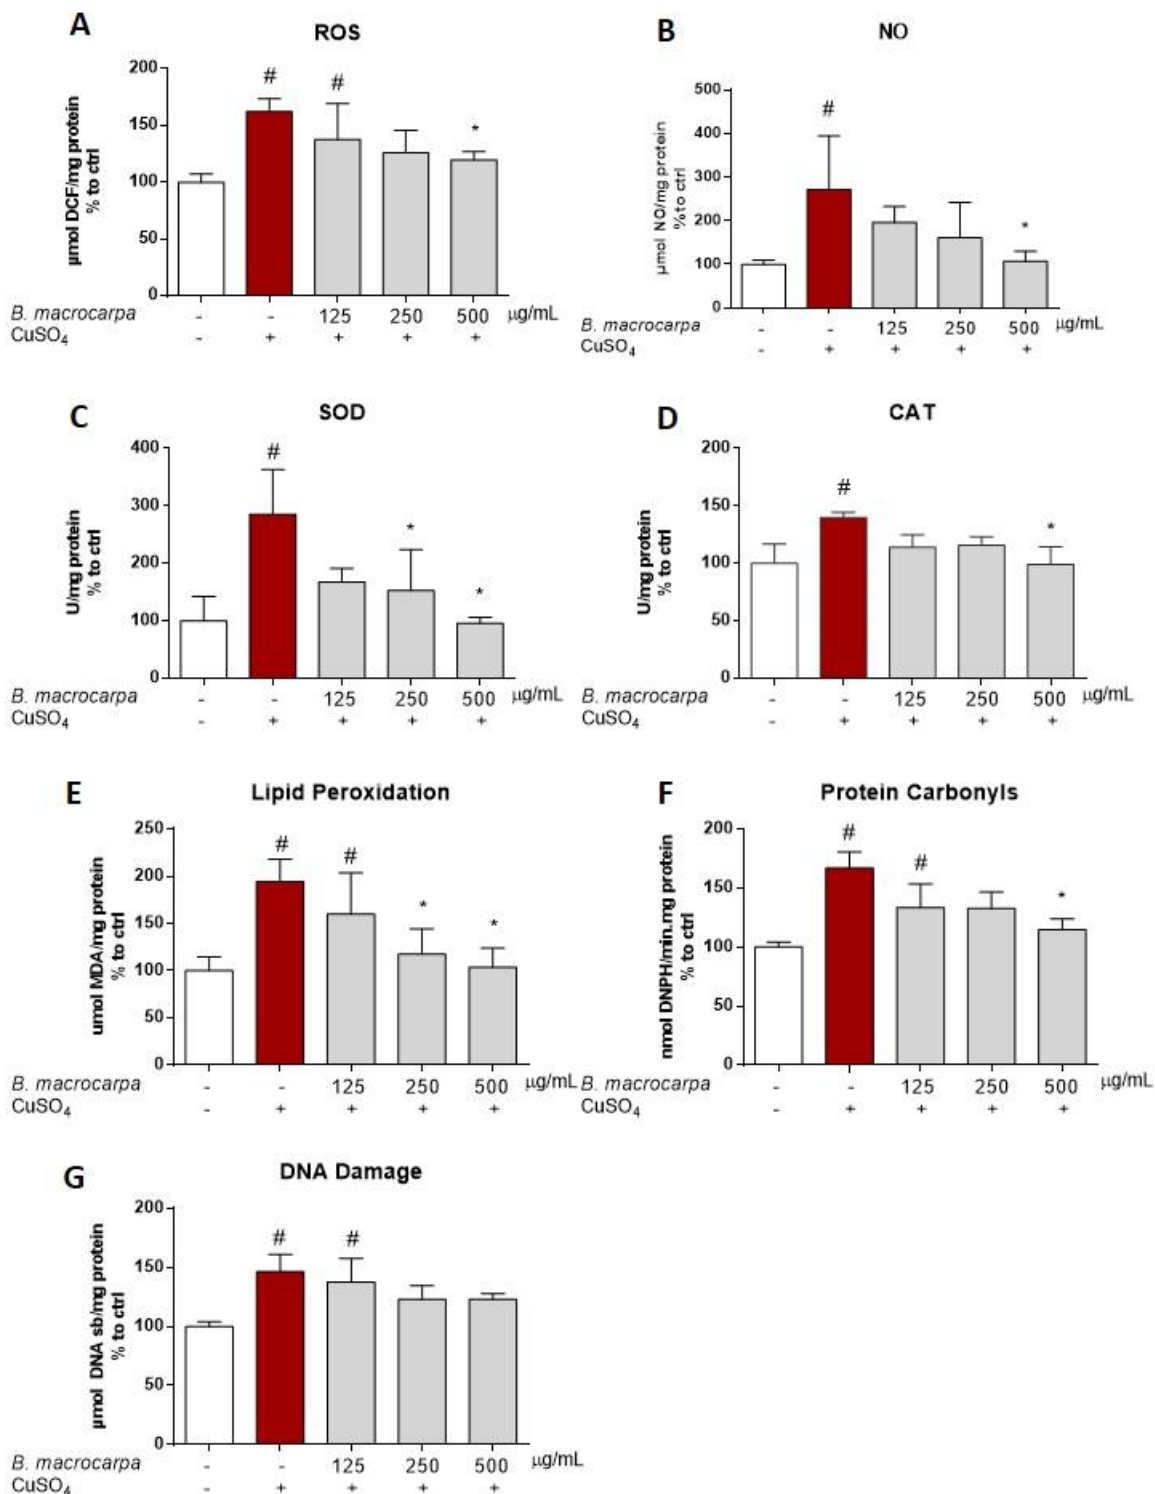 A
ROS
µmol DCF/mg protein
% to ctrl
200
#
#
150
*
100
50
0
B. macrocarpa - - 125 250 500 µg/mL
CuSO4 - + + + +
B
NO
µmol NO/mg protein
% to ctrl
500
#
400
300
200
*
100
0
B. macrocarpa - - 125 250 500
CuSO4 - + + + +
C
SOD
U/mg protein
% to ctrl
400
#
300
*
200
*
100
0
B. macrocarpa - - 125 250 500 µg/mL
CuSO4 - + + + +
D
CAT
U/mg protein
% to ctrl
200
#
150
*
100
50
0
- - 125 250 500 µg/mL
- + + + +
E
Lipid Peroxidation
umol MDA/mg protein
% to ctrl
250
#
#
200
150
*
*
100
50
0
B. macrocarpa - - 125 250 500 µg/mL
CuSO4 - + + + +
F
Protein Carbonyls
nmol DNPH/min.mg protein
% to ctrl
200
#
#
150
*
100
50
0
B. macrocarpa - - 125 250 500 µg/mL
CuSO4 - + + + +
G
DNA Damage
µmol DNA sb/mg protein
% to ctrl
200
#
#
150
100
50
0
B. macrocarpa - - 125 250 500 µg/mL
CuSO4 - + + + +